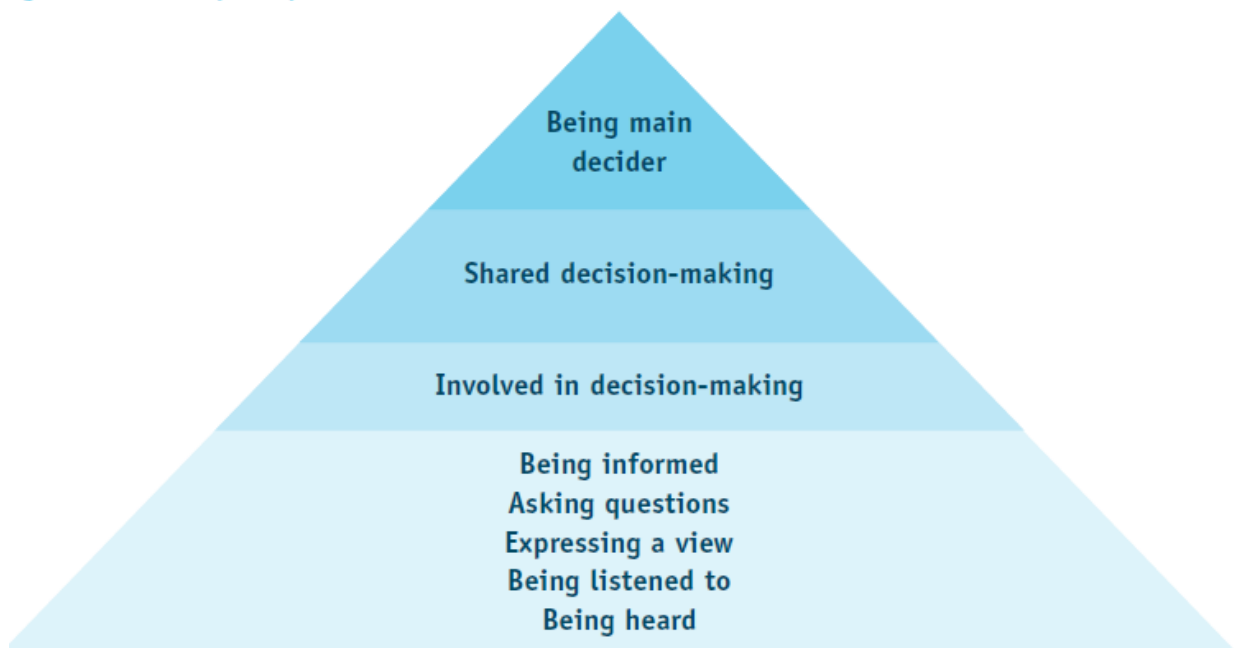 Being main
decider
Shared decision-making
Involved in decision-making
Being informed
Asking questions
Expressing a view
Being listened to
Being heard